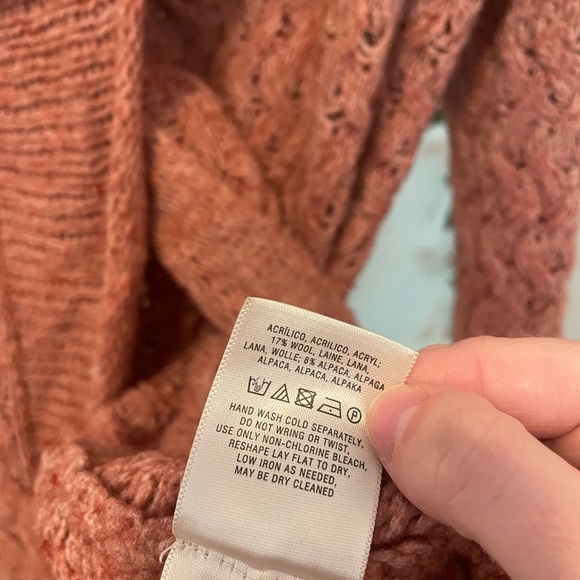 ACRÍLICO, ACRILICO, ACRYL;
17% WOOL, LAINE, LANA,
LANA, WOLLE; 8% ALPACA, ALPAGA
ALPACA, ALPACA, ALPAKA
P
HAND WASH COLD SEPARATELY.
DO NOT WRING OR TWIST,
USE ONLY NON-CHLORINE BLEACH,
RESHAPE LAY FLAT TO DRY,
LOW IRON AS NEEDED,
MAY BE DRY CLEANED